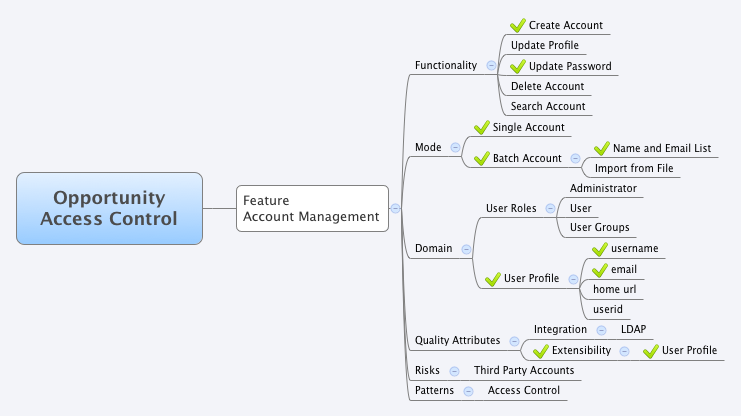 Opportunity
Access Control
Feature
Account Management
Functionality
Create Account
Update Profile
Update Password
Delete Account
Search Account
Mode
Single Account
Batch Account
Name and Email List
Import from File
Domain
User Roles
Administrator
User
User Groups
User Profile
username
email
home url
userid
Quality Attributes
Integration
LDAP
Extensibility
User Profile
Risks
Third Party Accounts
Patterns
Access Control